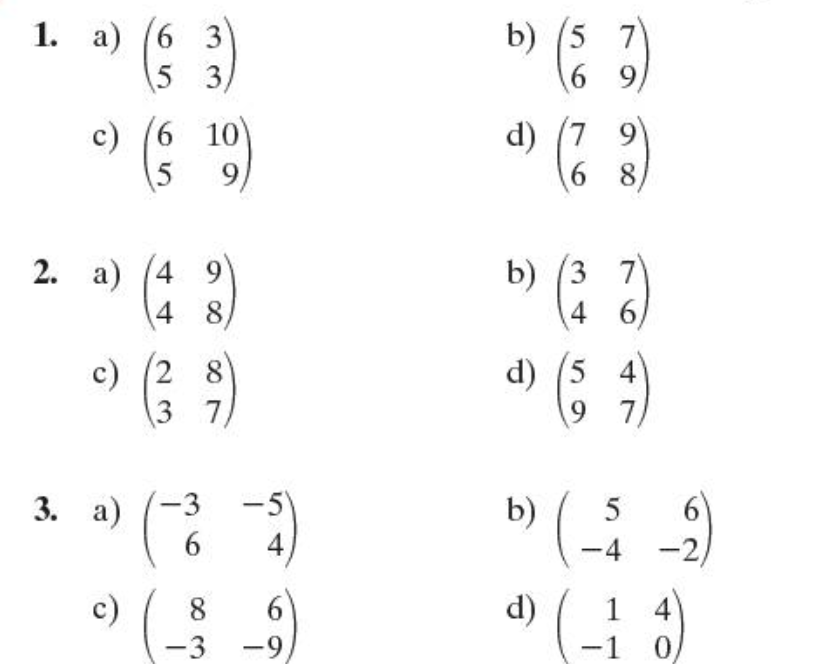 1. a) (6 3) b) (5 7)
(5 3) (6 9)
c) (6 10) d) (7 9)
(5 9) (6 8)
2. a) (4 9) b) (3 7)
(4 8) (4 6)
c) (2 8) d) (5 4)
(3 7) (9 7)
3. a) (−3 −5) b) (5 6)
(6 4) (−4 −2)
c) (8 6) d) (1 4)
(−3 −9) (−1 0)